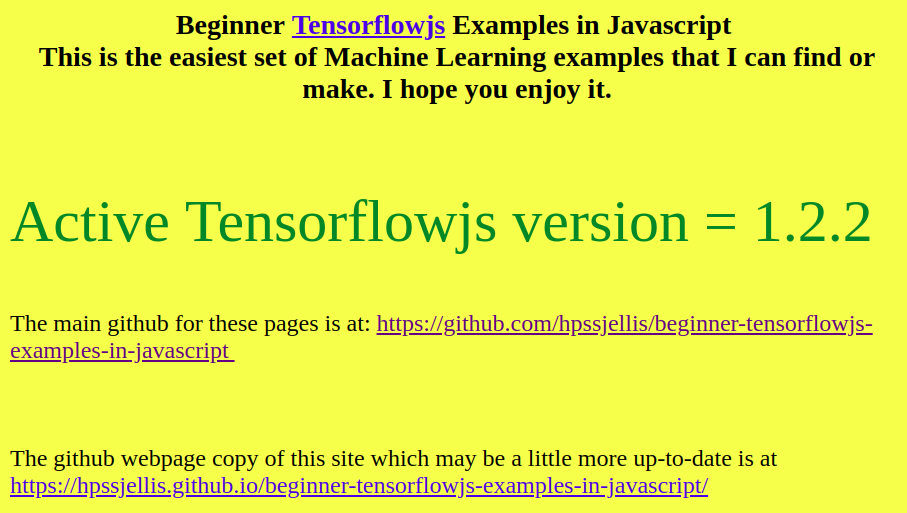 Beginner Tensorflowjs Examples in Javascript
This is the easiest set of Machine Learning examples that I can find or
make. I hope you enjoy it.
Active Tensorflowjs version = 1.2.2
The main github for these pages is at: https://github.com/hpssjellis/beginner-tensorflowjs-
examples-in-javascript
The github webpage copy of this site which may be a little more up-to-date is at
https://hpssjellis.github.io/beginner-tensorflowjs-examples-in-javascript/